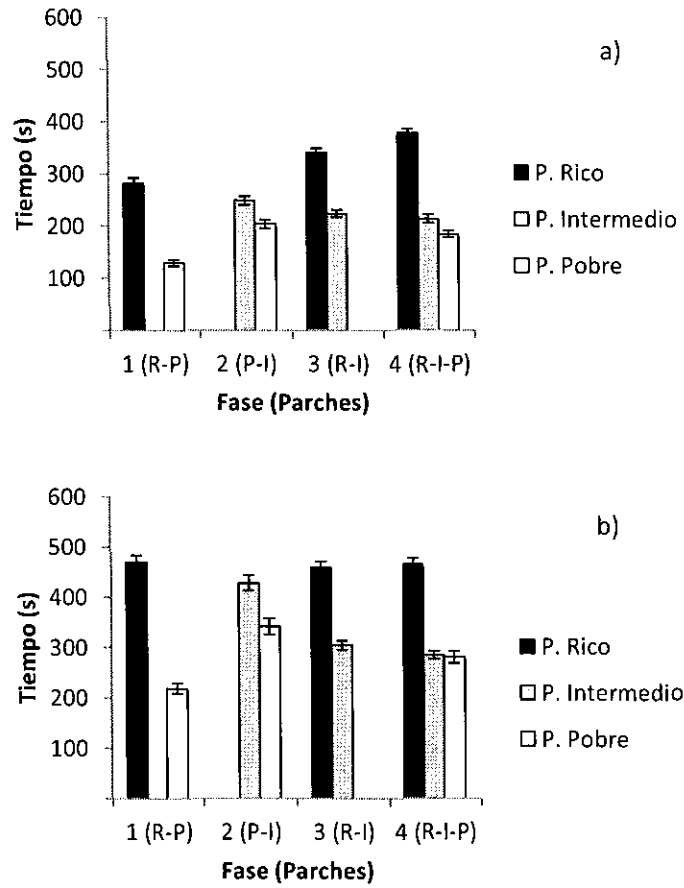 600
500
400
300
200
100
Tiempo (s)
a)
P. Rico
P. Intermedio
P. Pobre
1 (R-P) 2 (P-I) 3 (R-I) 4 (R-I-P)
Fase (Parches)
600
500
400
300
200
100
Tiempo (s)
b)
P. Rico
P. Intermedio
P. Pobre
1 (R-P) 2 (P-I) 3 (R-I) 4 (R-I-P)
Fase (Parches)